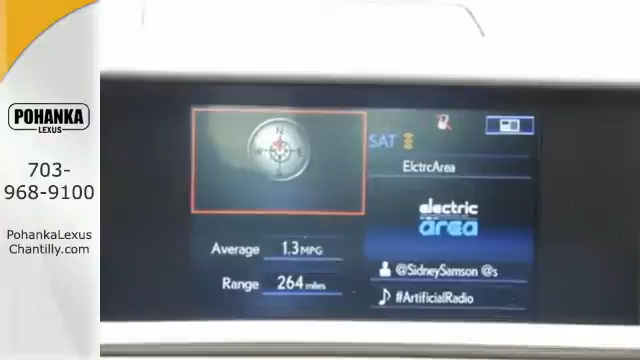 POHANKA
LEXUS
703-
968-9100
PohankaLexus
Chantilly.com
N
W
E
S
SAT
ElctrcArea
electric
area
Average 1.3 MPG
Range 264 miles
@SidneySamson @s
#ArtificialRadio